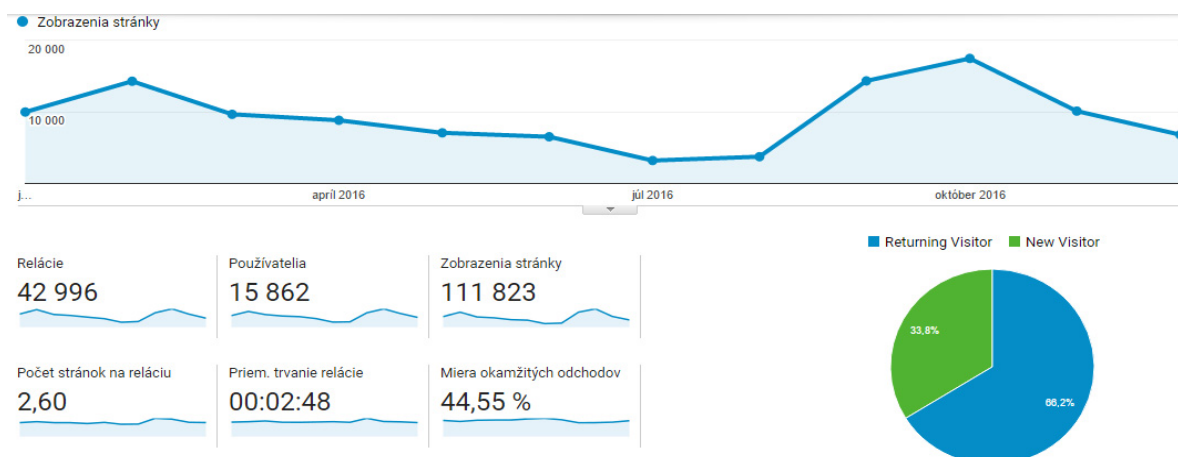 Zobrazenia stránky
20 000
10 000
j...
apríl 2016
júl 2016
október 2016
Returning Visitor
New Visitor
Relácie
Používatelia
Zobrazenia stránky
42 996
15 862
111 823
33,8%
66,2%
Počet stránok na reláciu
Priem. trvanie relácie
Miera okamžitých odchodov
2,60
00:02:48
44,55 %